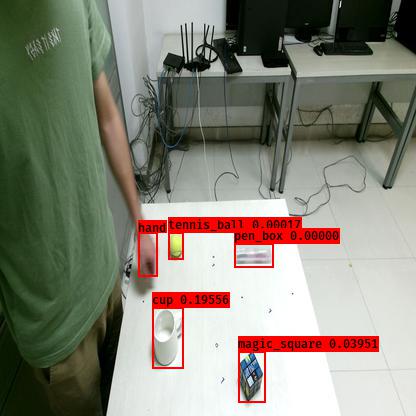 hand
tennis_ball 0.00017
pen_box 0.00000
cup 0.19556
magic_square 0.03951